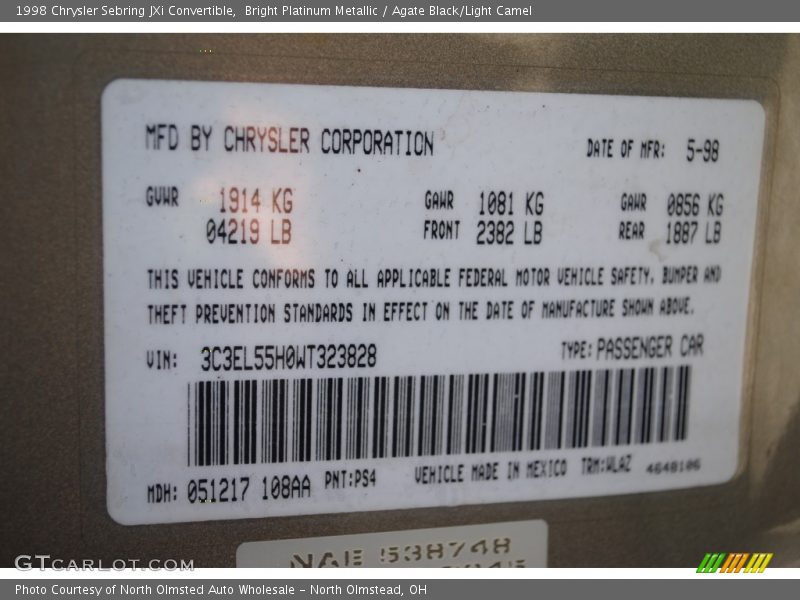 1998 Chrysler Sebring JXi Convertible, Bright Platinum Metallic / Agate Black/Light Camel
MFD BY CHRYSLER CORPORATION DATE OF MFR: 5-98
GVWR 1914 KG GAWR 1081 KG GAWR 0856 KG
04219 LB FRONT 2382 LB REAR 1887 LB
THIS VEHICLE CONFORMS TO ALL APPLICABLE FEDERAL MOTOR VEHICLE SAFETY, BUMPER AND
THEFT PREVENTION STANDARDS IN EFFECT ON THE DATE OF MANUFACTURE SHOWN ABOVE.
VIN: 3C3EL55H0WT323828 TYPE: PASSENGER CAR
MDH: 051217 108AA PNT:PS4 VEHICLE MADE IN MEXICO TRM:WLAZ 4648106
NAE 538748
GTCARLOT.COM
Photo Courtesy of North Olmsted Auto Wholesale - North Olmstead, OH